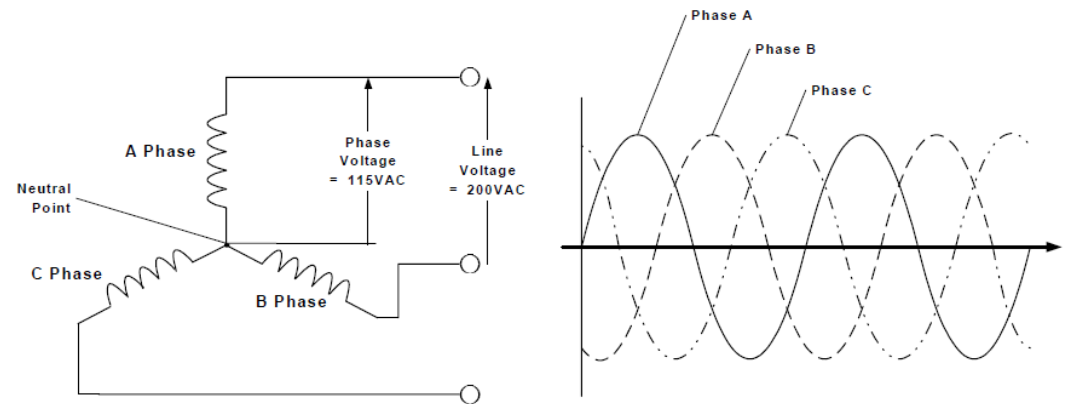 A Phase
Neutral
Point
C Phase
B Phase
Phase
Voltage
= 115VAC
Line
Voltage
= 200VAC
Phase A
Phase B
Phase C